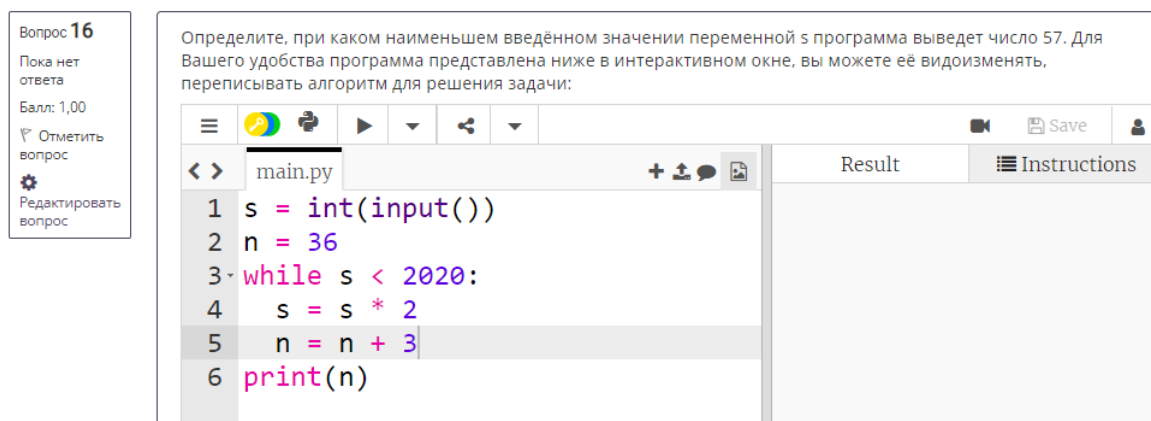 Вопрос 16
Пока нет
ответа
Балл: 1,00
Отметить
вопрос
Редактировать
вопрос
Определите, при каком наименьшем введённом значении переменной s программа выведет число 57. Для
Вашего удобства программа представлена ниже в интерактивном окне, вы можете её видоизменять,
переписывать алгоритм для решения задачи:
Save
main.py
Result
Instructions
1 s = int(input())
2 n = 36
3 while s < 2020:
4   s = s * 2
5   n = n + 3
6 print(n)